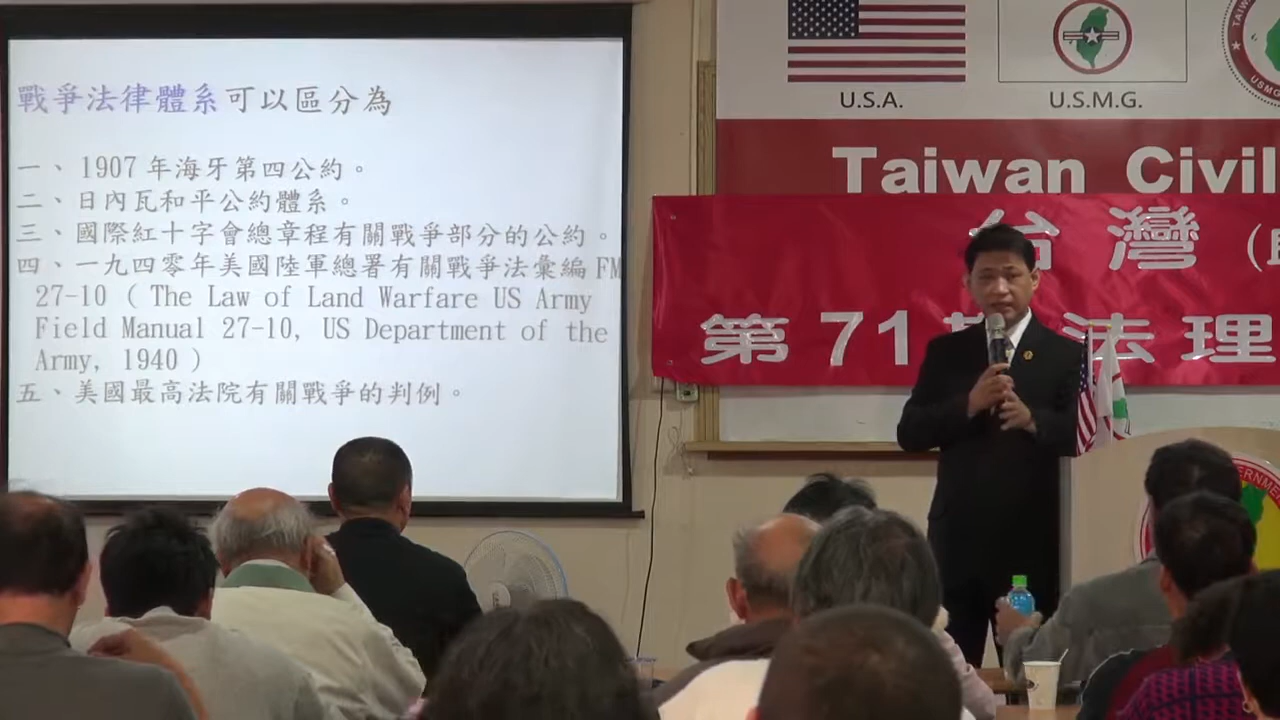 戰爭法律體系可以區分為
一、1907年海牙第四公約。
二、日內瓦和平公約體系。
三、國際紅十字會總章程有關戰爭部分的公約。
四、一九四零年美國陸軍總署有關戰爭法彙編 FM
27-10 ( The Law of Land Warfare US Army
Field Manual 27-10, US Department of the
Army, 1940 )
五、美國最高法院有關戰爭的判例。
U.S.A.
U.S.M.G.
Taiwan Civil
台灣
第71
法理